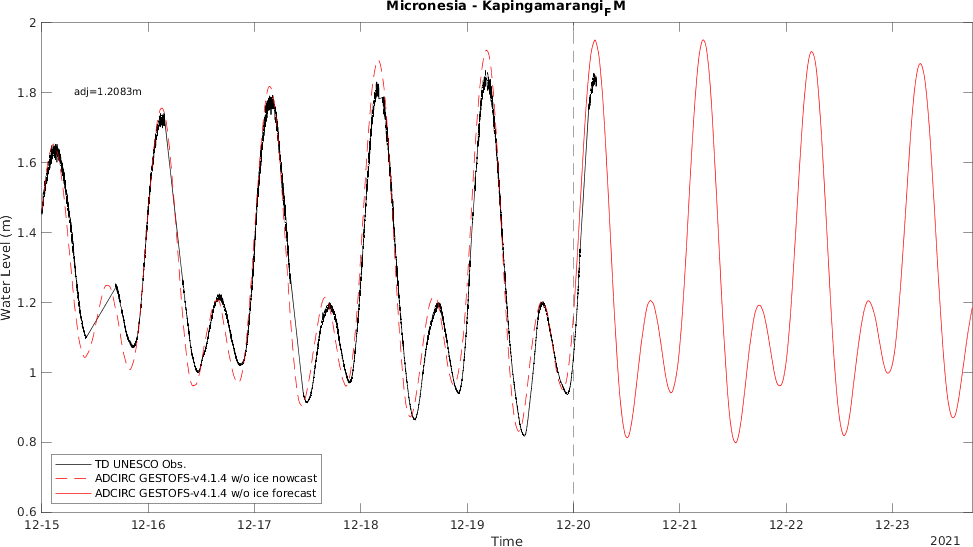 Micronesia - KapingamarangiFM
2
adj=1.2083m
1.8
1.6
1.4
1.2
1
0.8
0.6
Water Level (m)
TD UNESCO Obs.
ADCIRC GESTOFS-v4.1.4 w/o ice nowcast
ADCIRC GESTOFS-v4.1.4 w/o ice forecast
12-15 12-16 12-17 12-18 12-19 12-20 12-21 12-22 12-23
Time
2021